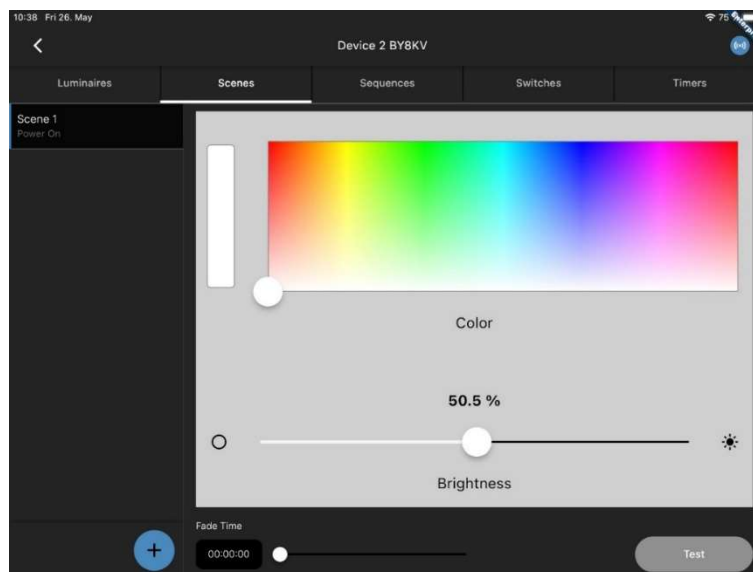 10:38 Fri 26. May
75
Device 2 BY8KV
Luminaires
Scenes
Sequences
Switches
Timers
Scene 1
Power On
Color
50.5 %
Brightness
Fade Time
00:00:00
Test